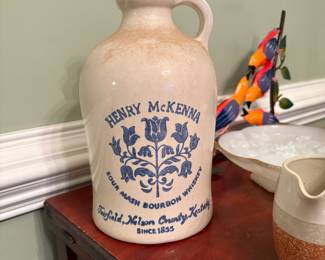 HENRY McKENNA
SOUR MASH BOURBON WHISKEY
Fairfield, Nelson County, Kentucky
SINCE 1855